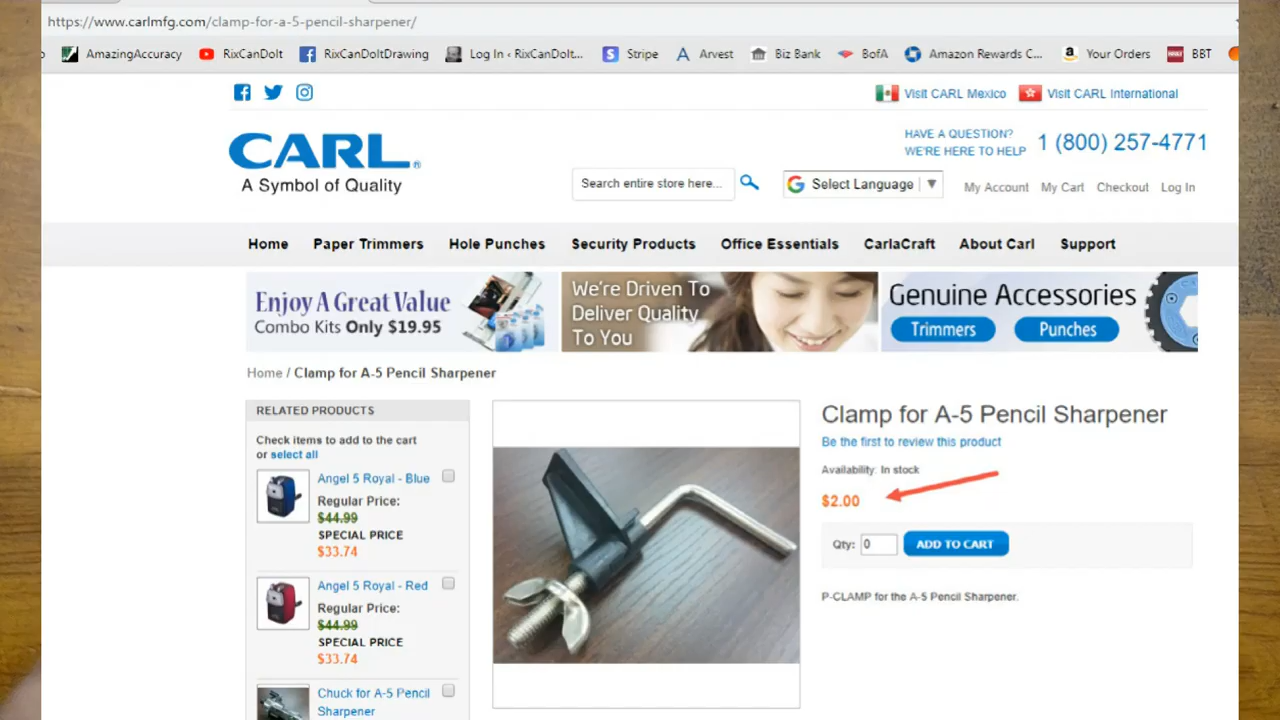 https://www.carlmfg.com/clamp-for-a-5-pencil-sharpener/
AmazingAccuracy RixCanDoIt RixCanDoItDrawing Log In ‹ RixCanDoIt... Stripe Arvest Biz Bank BofA Amazon Rewards C... Your Orders BBT
Visit CARL Mexico Visit CARL International
HAVE A QUESTION?
WE'RE HERE TO HELP
1 (800) 257-4771
CARL®
A Symbol of Quality
Search entire store here...
G Select Language ▼
My Account My Cart Checkout Log In
Home Paper Trimmers Hole Punches Security Products Office Essentials CarlaCraft About Carl Support
Enjoy A Great Value
Combo Kits Only $19.95
We're Driven To
Deliver Quality
To You
Genuine Accessories
Trimmers Punches
Home / Clamp for A-5 Pencil Sharpener
RELATED PRODUCTS
Check items to add to the cart
or select all
Angel 5 Royal - Blue
Regular Price:
$44.99
SPECIAL PRICE
$33.74
Angel 5 Royal - Red
Regular Price:
$44.99
SPECIAL PRICE
$33.74
Chuck for A-5 Pencil
Sharpener
Clamp for A-5 Pencil Sharpener
Be the first to review this product
Availability: In stock
$2.00
Qty: 0 ADD TO CART
P-CLAMP for the A-5 Pencil Sharpener.